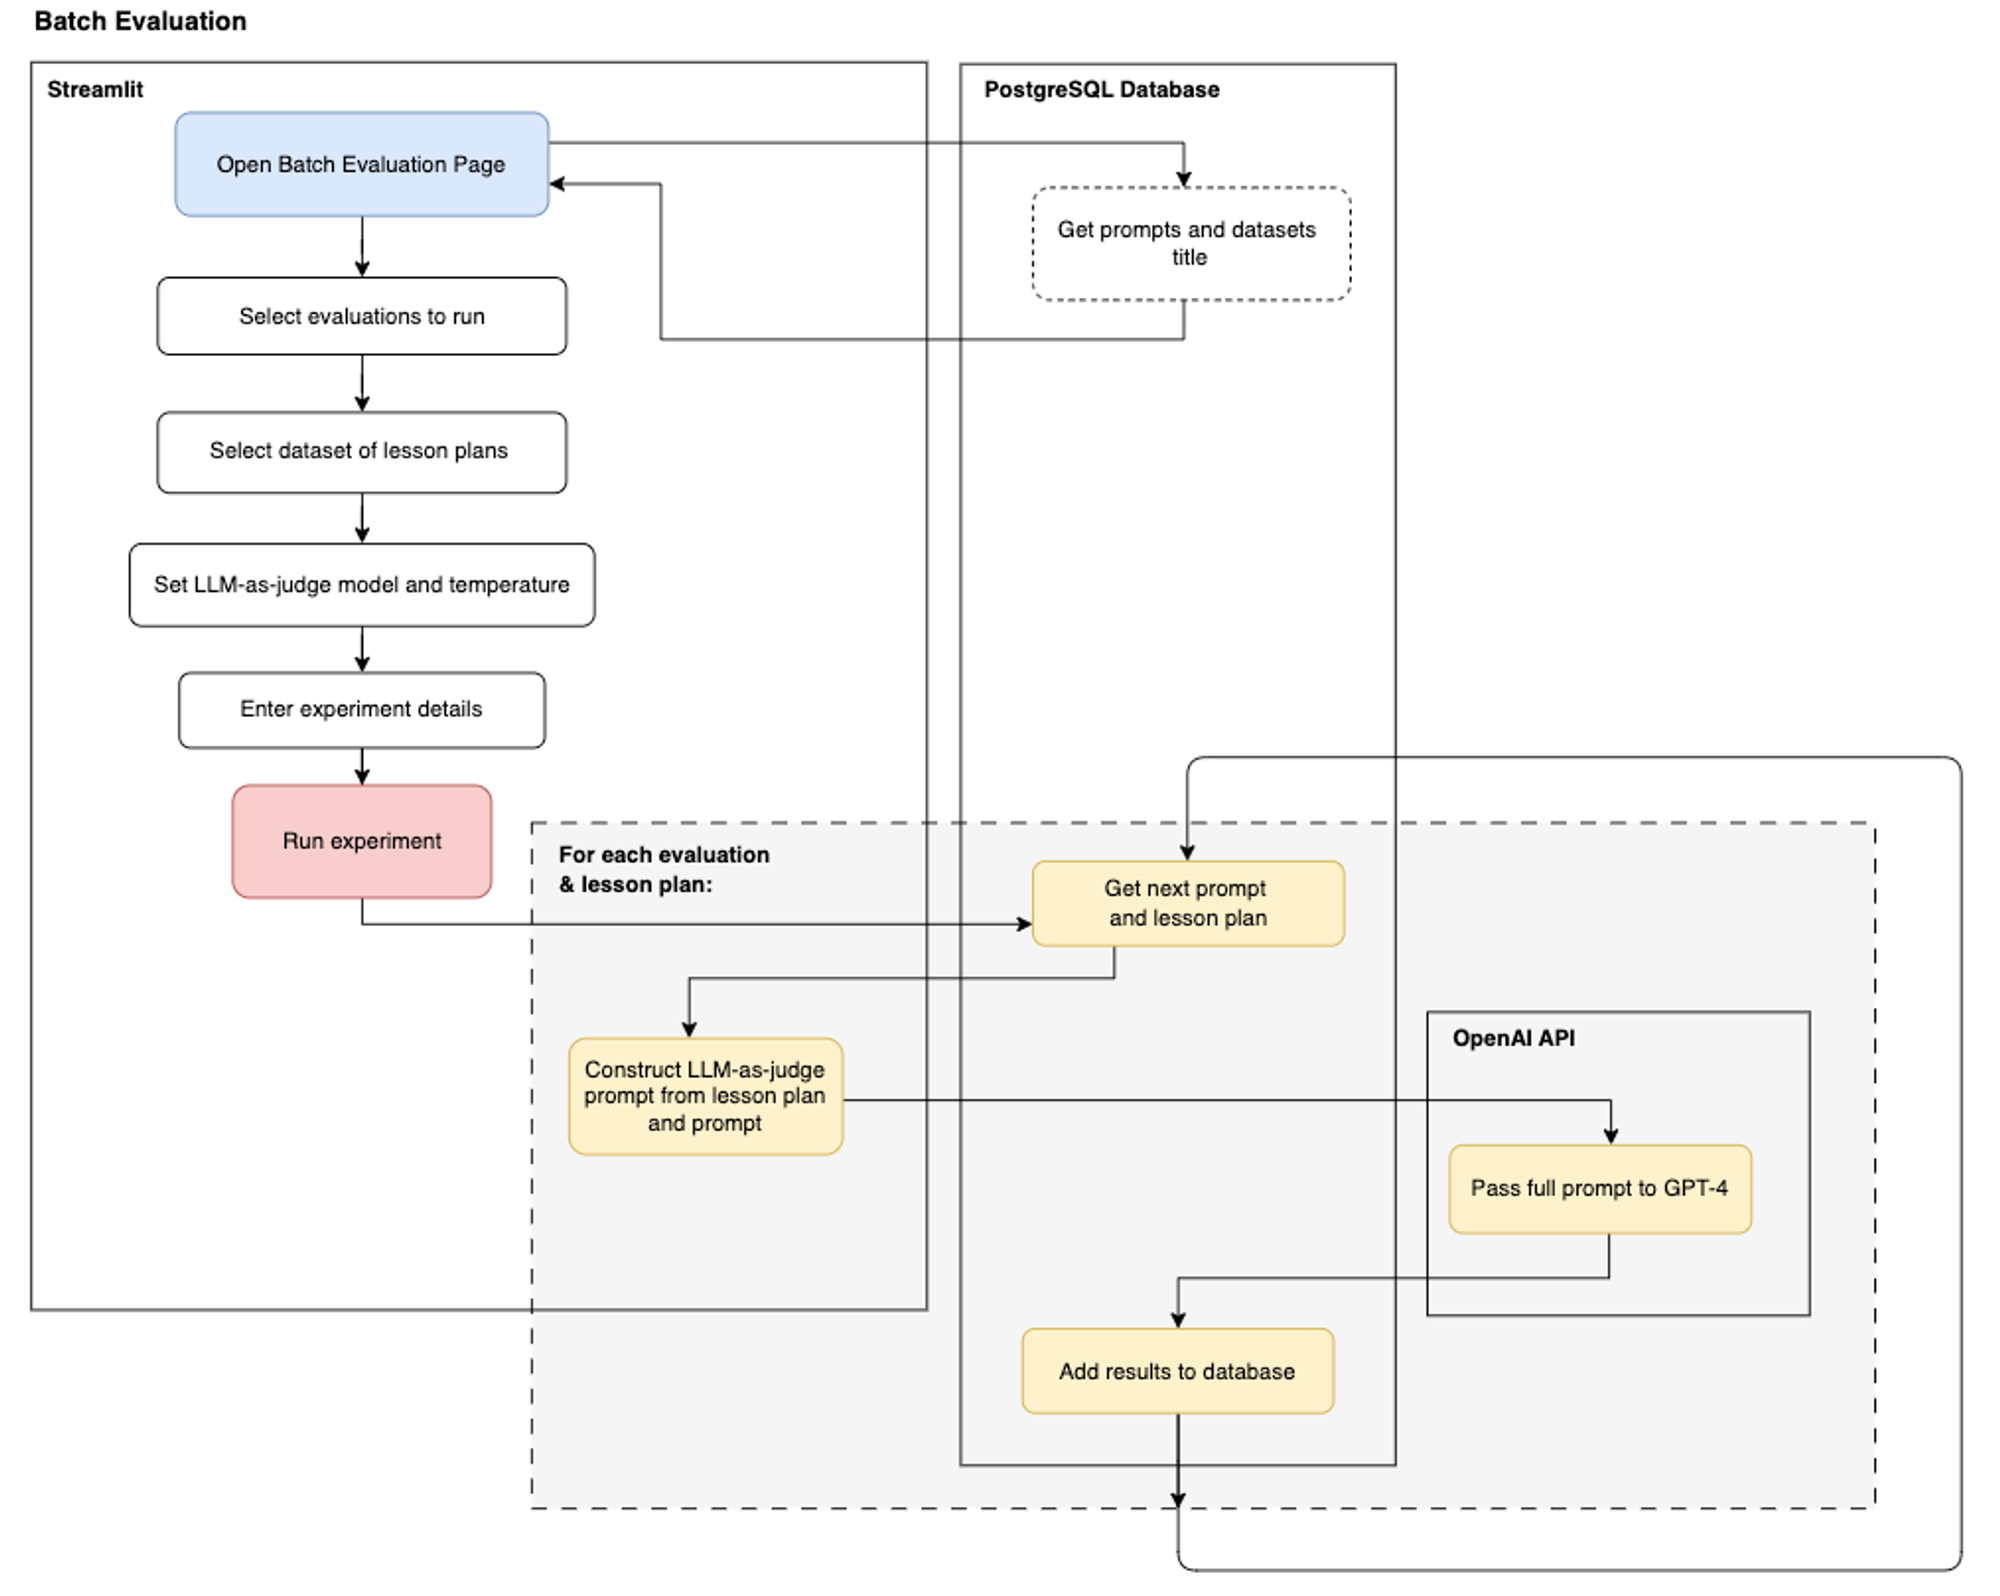 Batch Evaluation
Streamlit
PostgreSQL Database
Open Batch Evaluation Page
Get prompts and datasets
title
Select evaluations to run
Select dataset of lesson plans
Set LLM-as-judge model and temperature
Enter experiment details
Run experiment
For each evaluation
& lesson plan:
Get next prompt
and lesson plan
OpenAI API
Construct LLM-as-judge
prompt from lesson plan
and prompt
Pass full prompt to GPT-4
Add results to database